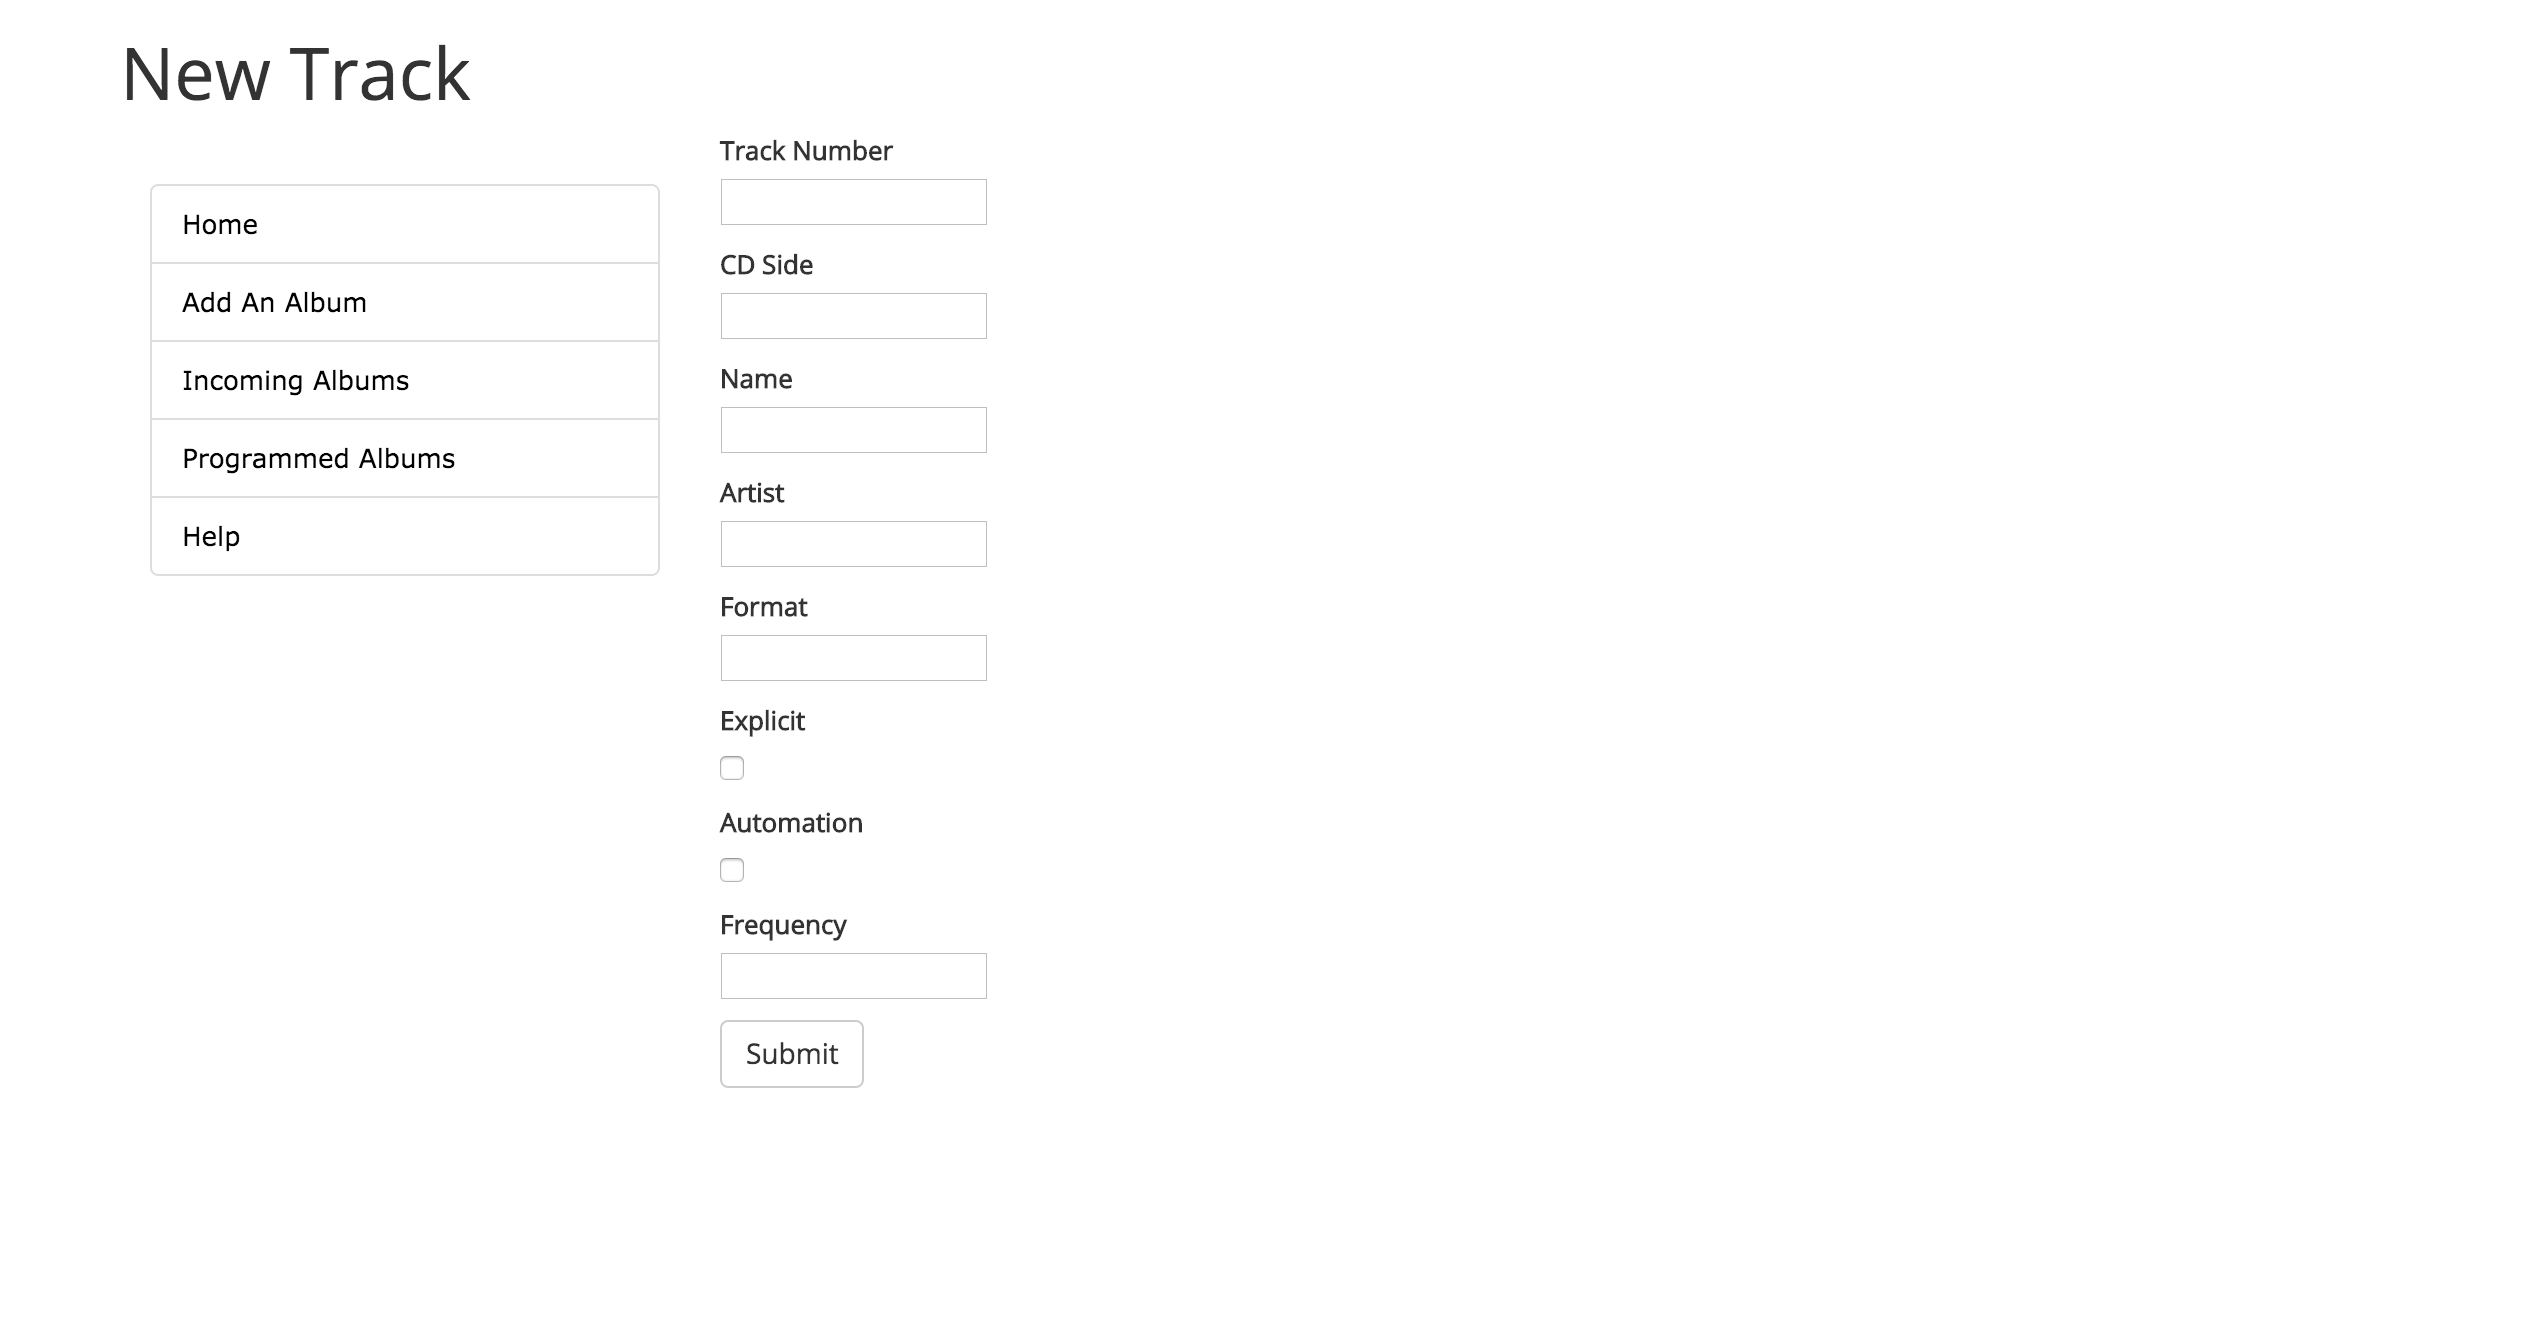 New Track
Home
Add An Album
Incoming Albums
Programmed Albums
Help
Track Number
CD Side
Name
Artist
Format
Explicit
Automation
Frequency
Submit